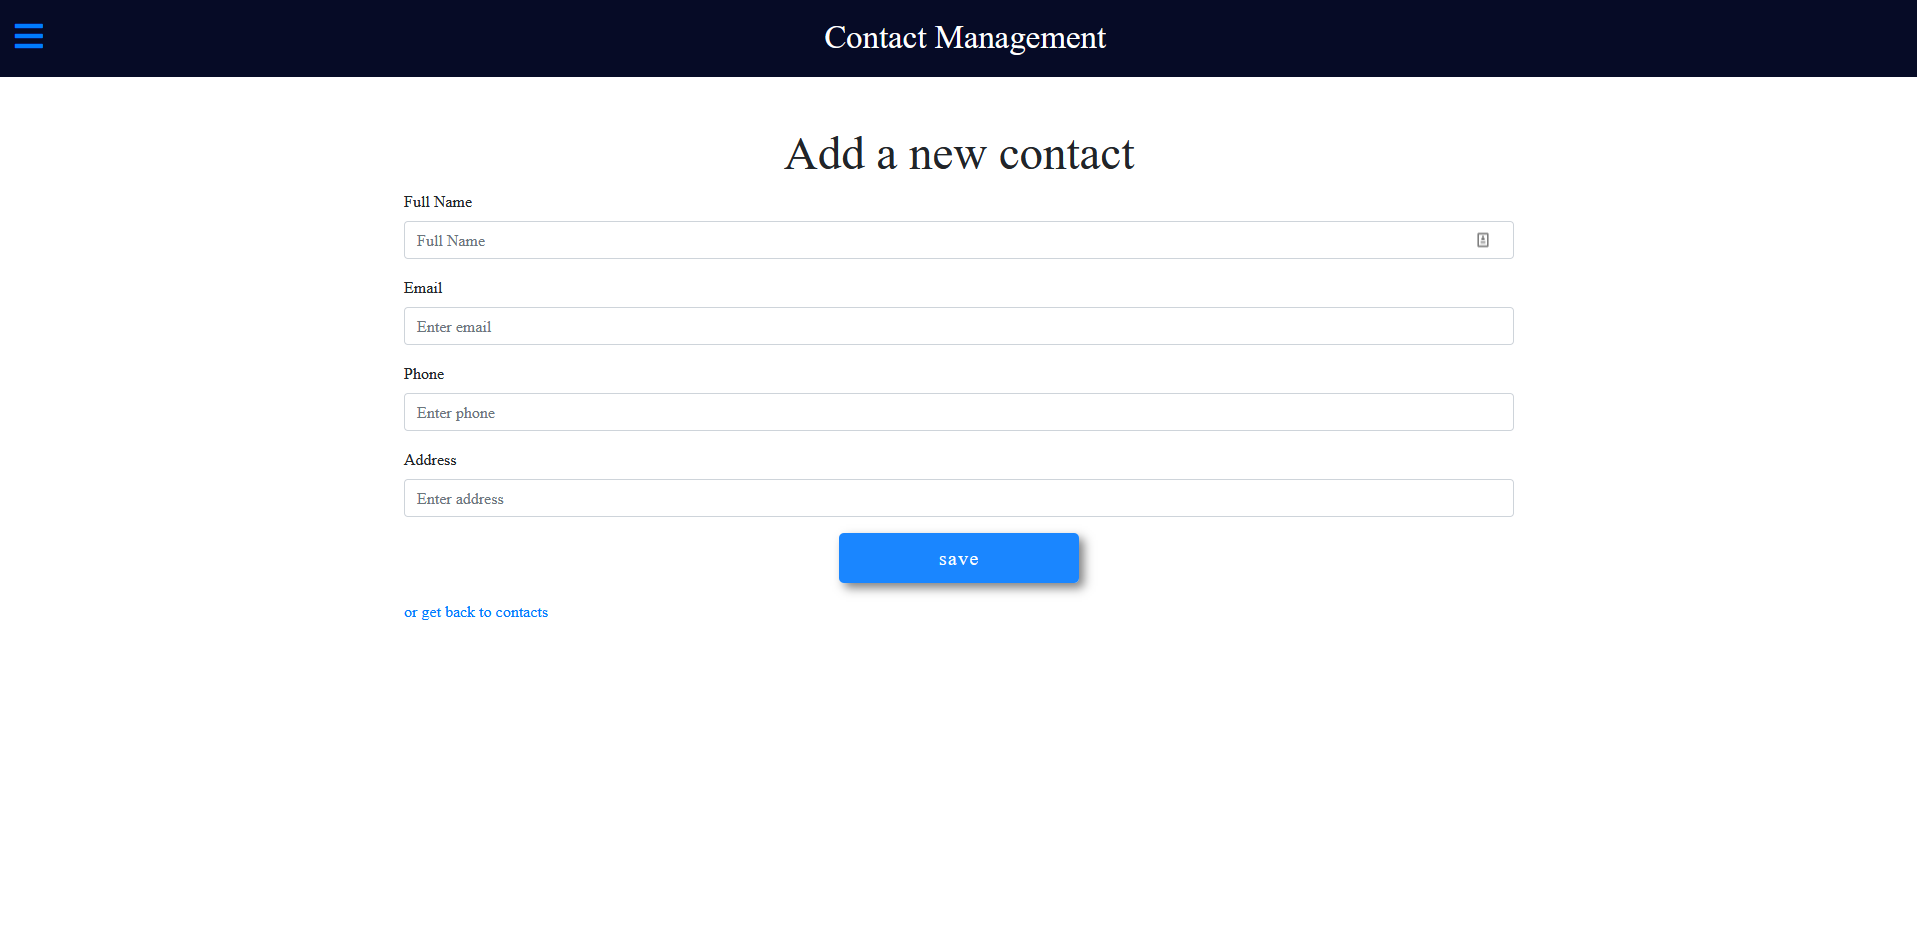 Contact Management
Add a new contact
Full Name
Full Name
Email
Enter email
Phone
Enter phone
Address
Enter address
save
or get back to contacts